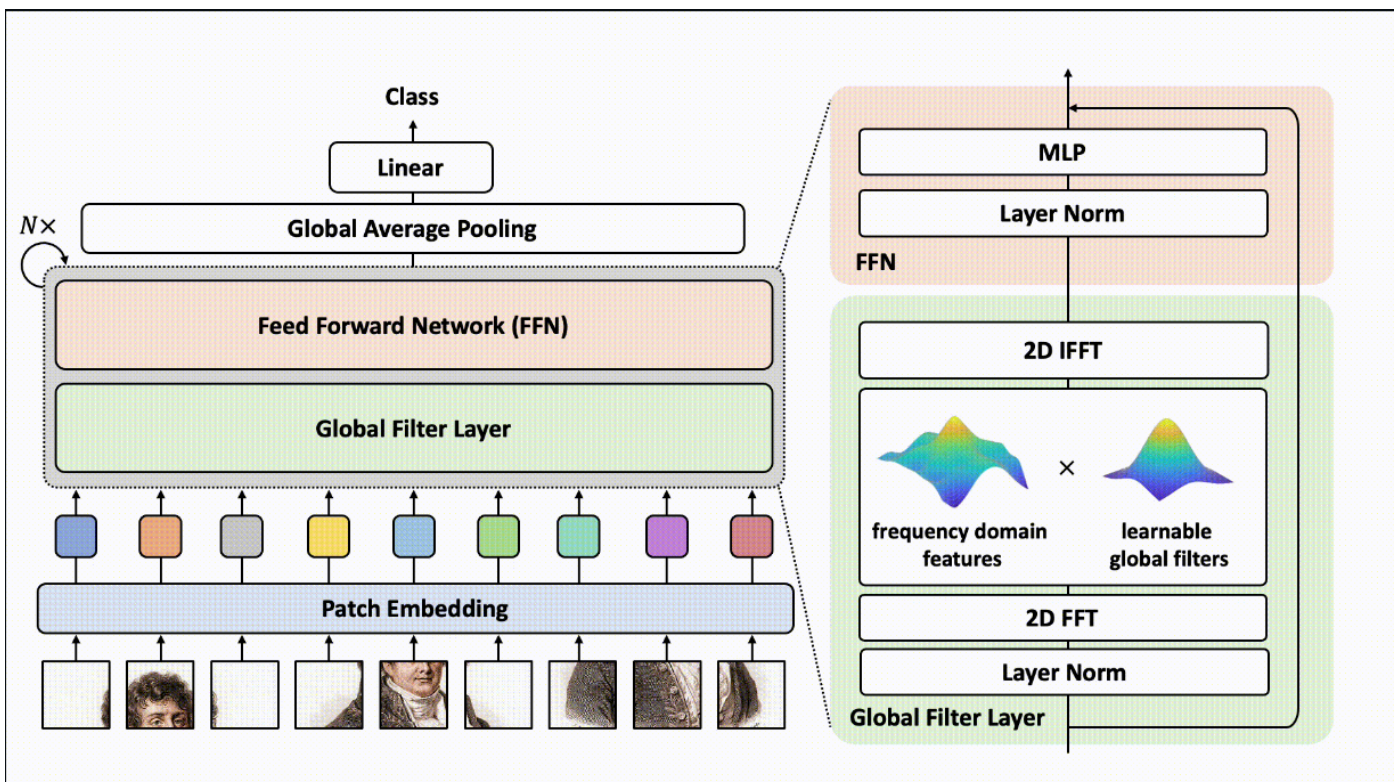 Class
Linear
Global Average Pooling
N×
Feed Forward Network (FFN)
Global Filter Layer
Patch Embedding
MLP
Layer Norm
FFN
2D IFFT
×
frequency domain
features
learnable
global filters
2D FFT
Layer Norm
Global Filter Layer